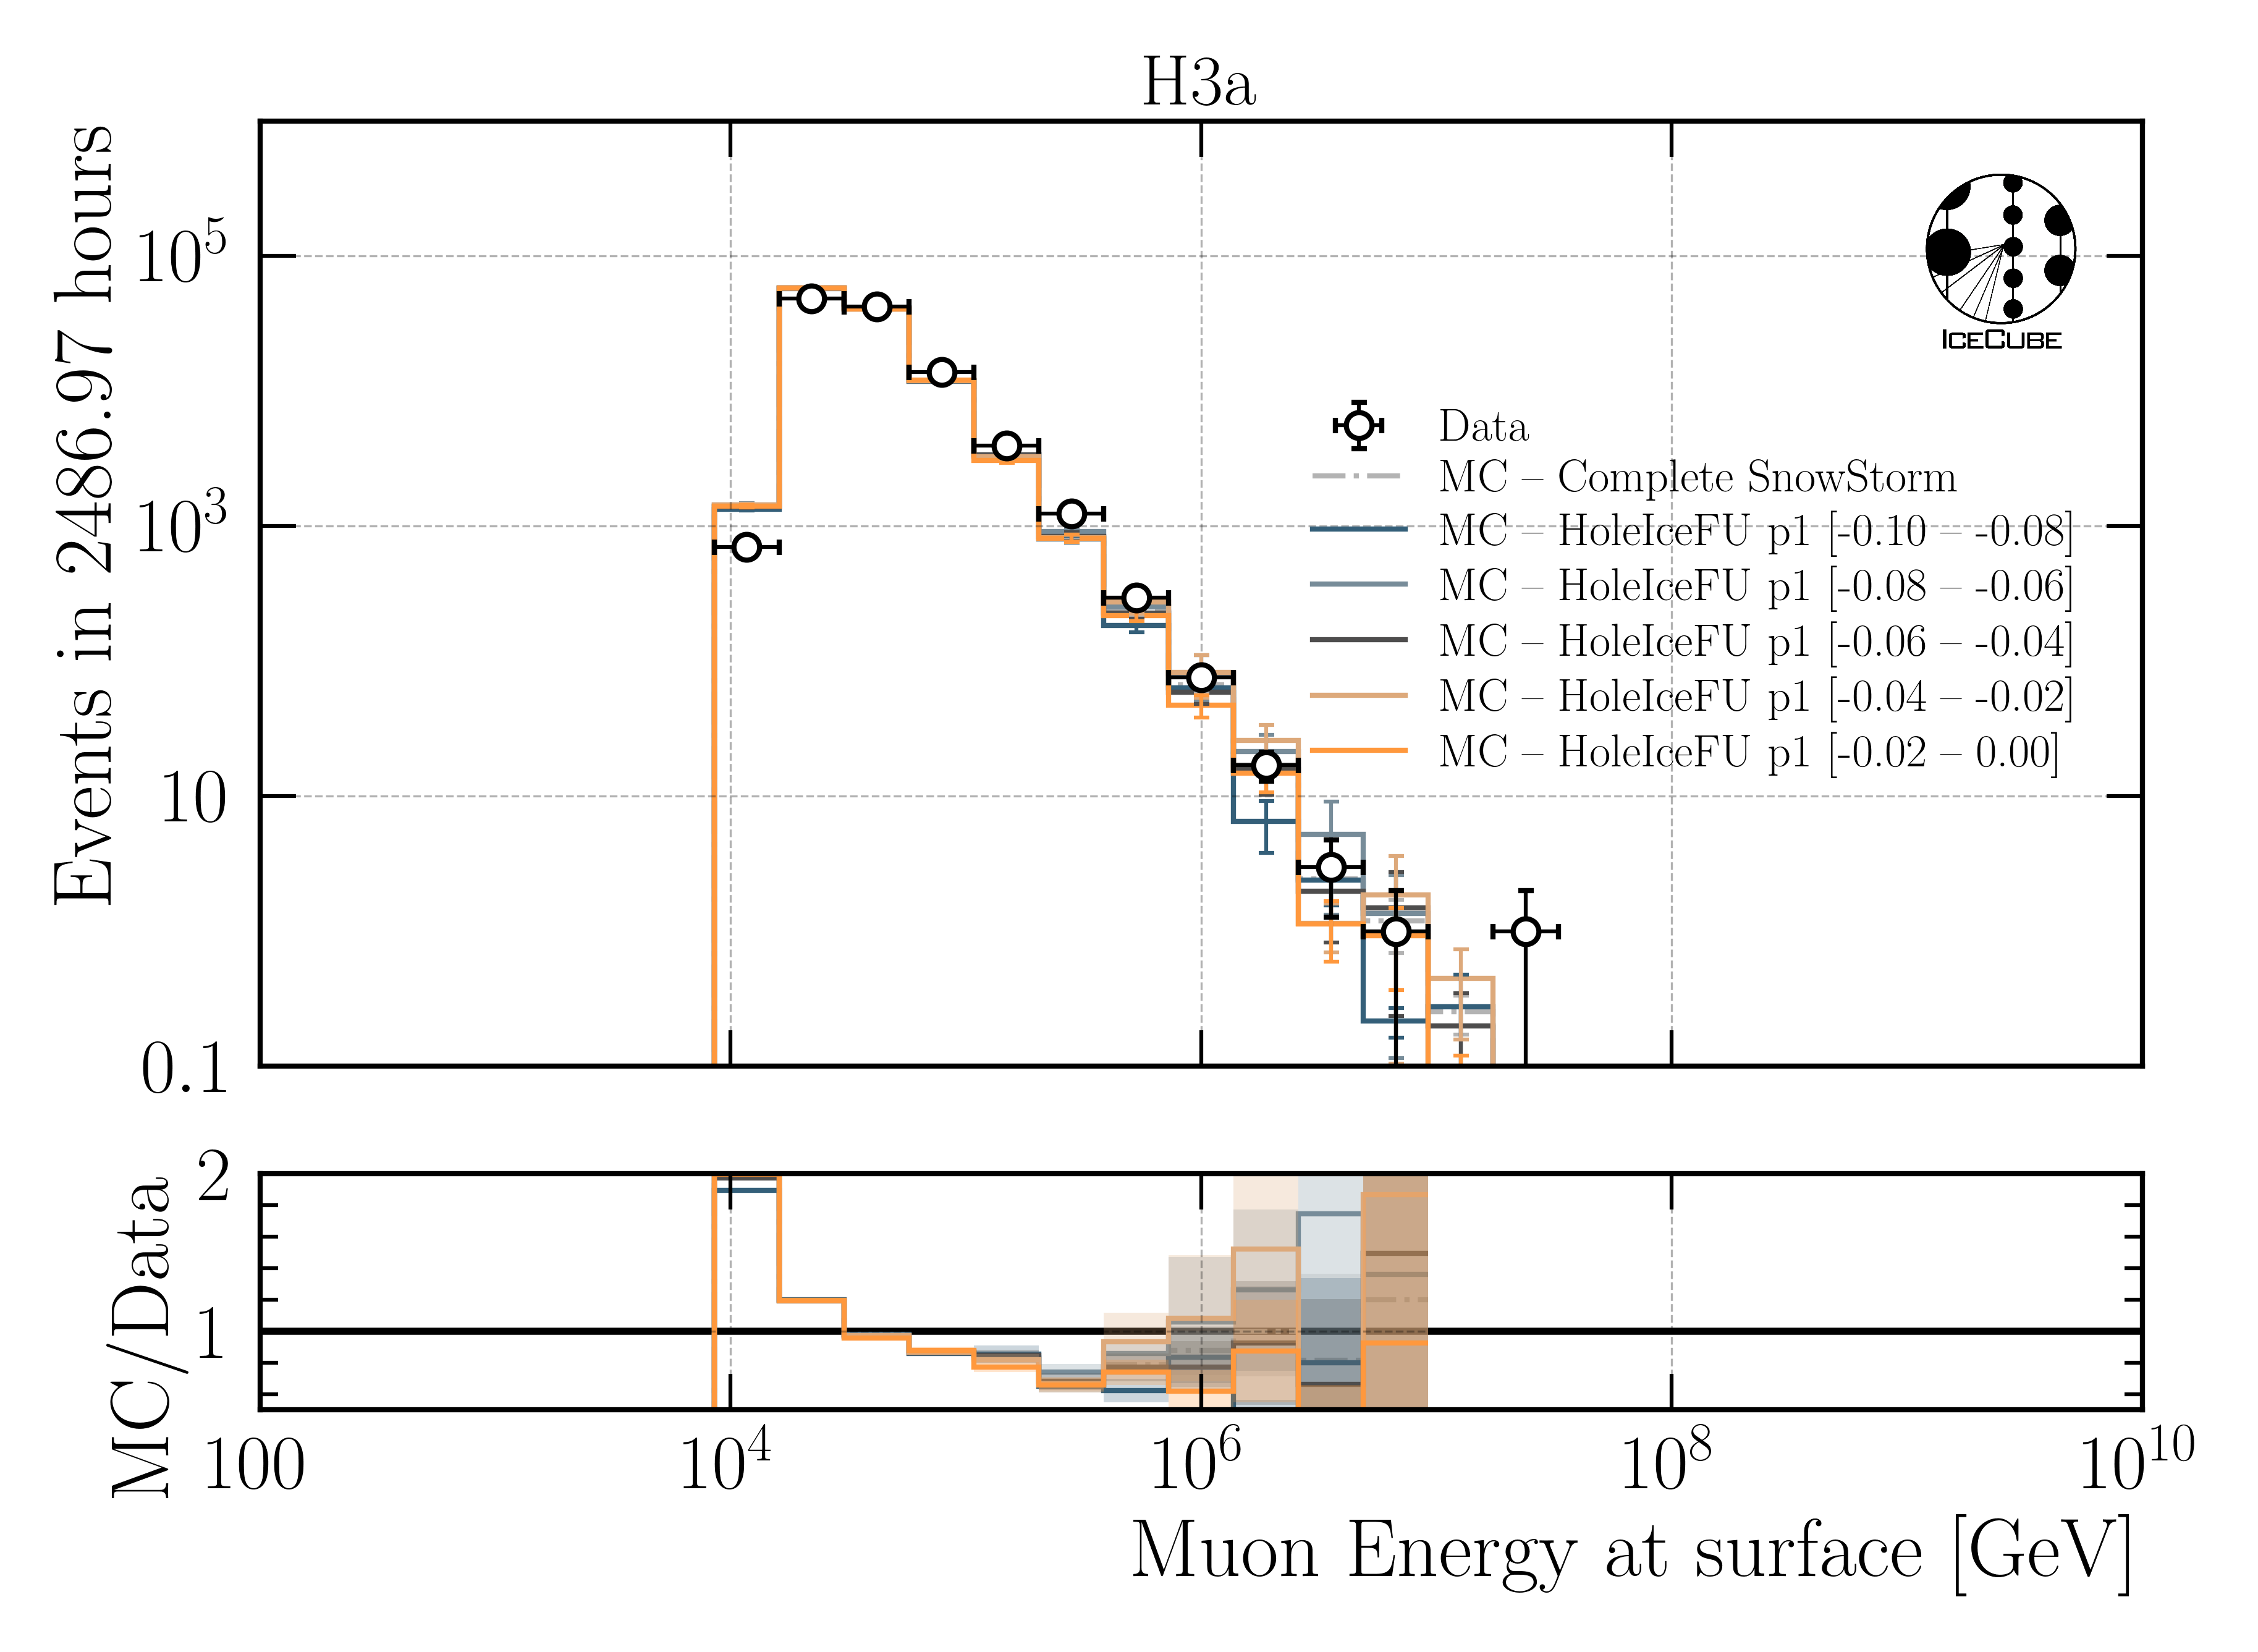 H3a
Events in 2486.97 hours
10^5
10^3
10
0.1
ICECUBE
Data
MC – Complete SnowStorm
MC – HoleIceFU p1 [-0.10 – -0.08]
MC – HoleIceFU p1 [-0.08 – -0.06]
MC – HoleIceFU p1 [-0.06 – -0.04]
MC – HoleIceFU p1 [-0.04 – -0.02]
MC – HoleIceFU p1 [-0.02 – 0.00]
MC/Data
2
1
100 10^4 10^6 10^8 10^10
Muon Energy at surface [GeV]